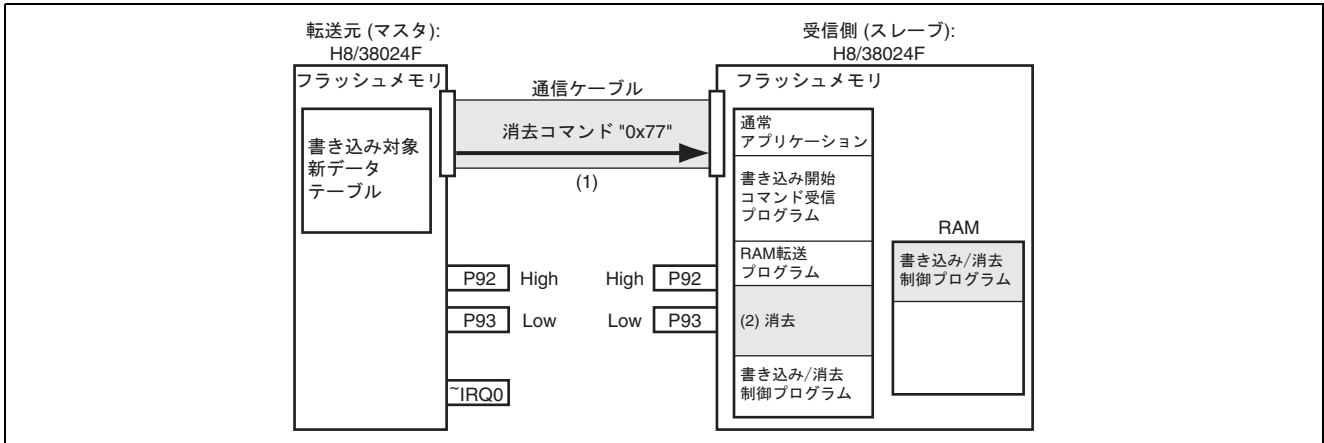 転送元 (マスタ):
H8/38024F
フラッシュメモリ
書き込み対象
新データ
テーブル
通信ケーブル
消去コマンド "0x77"
(1)
P92 High
P93 Low
~IRQ0
受信側 (スレーブ):
H8/38024F
フラッシュメモリ
通常
アプリケーション
書き込み開始
コマンド受信
プログラム
RAM転送
プログラム
(2) 消去
書き込み/消去
制御プログラム
High P92
Low P93
RAM
書き込み/消去
制御プログラム